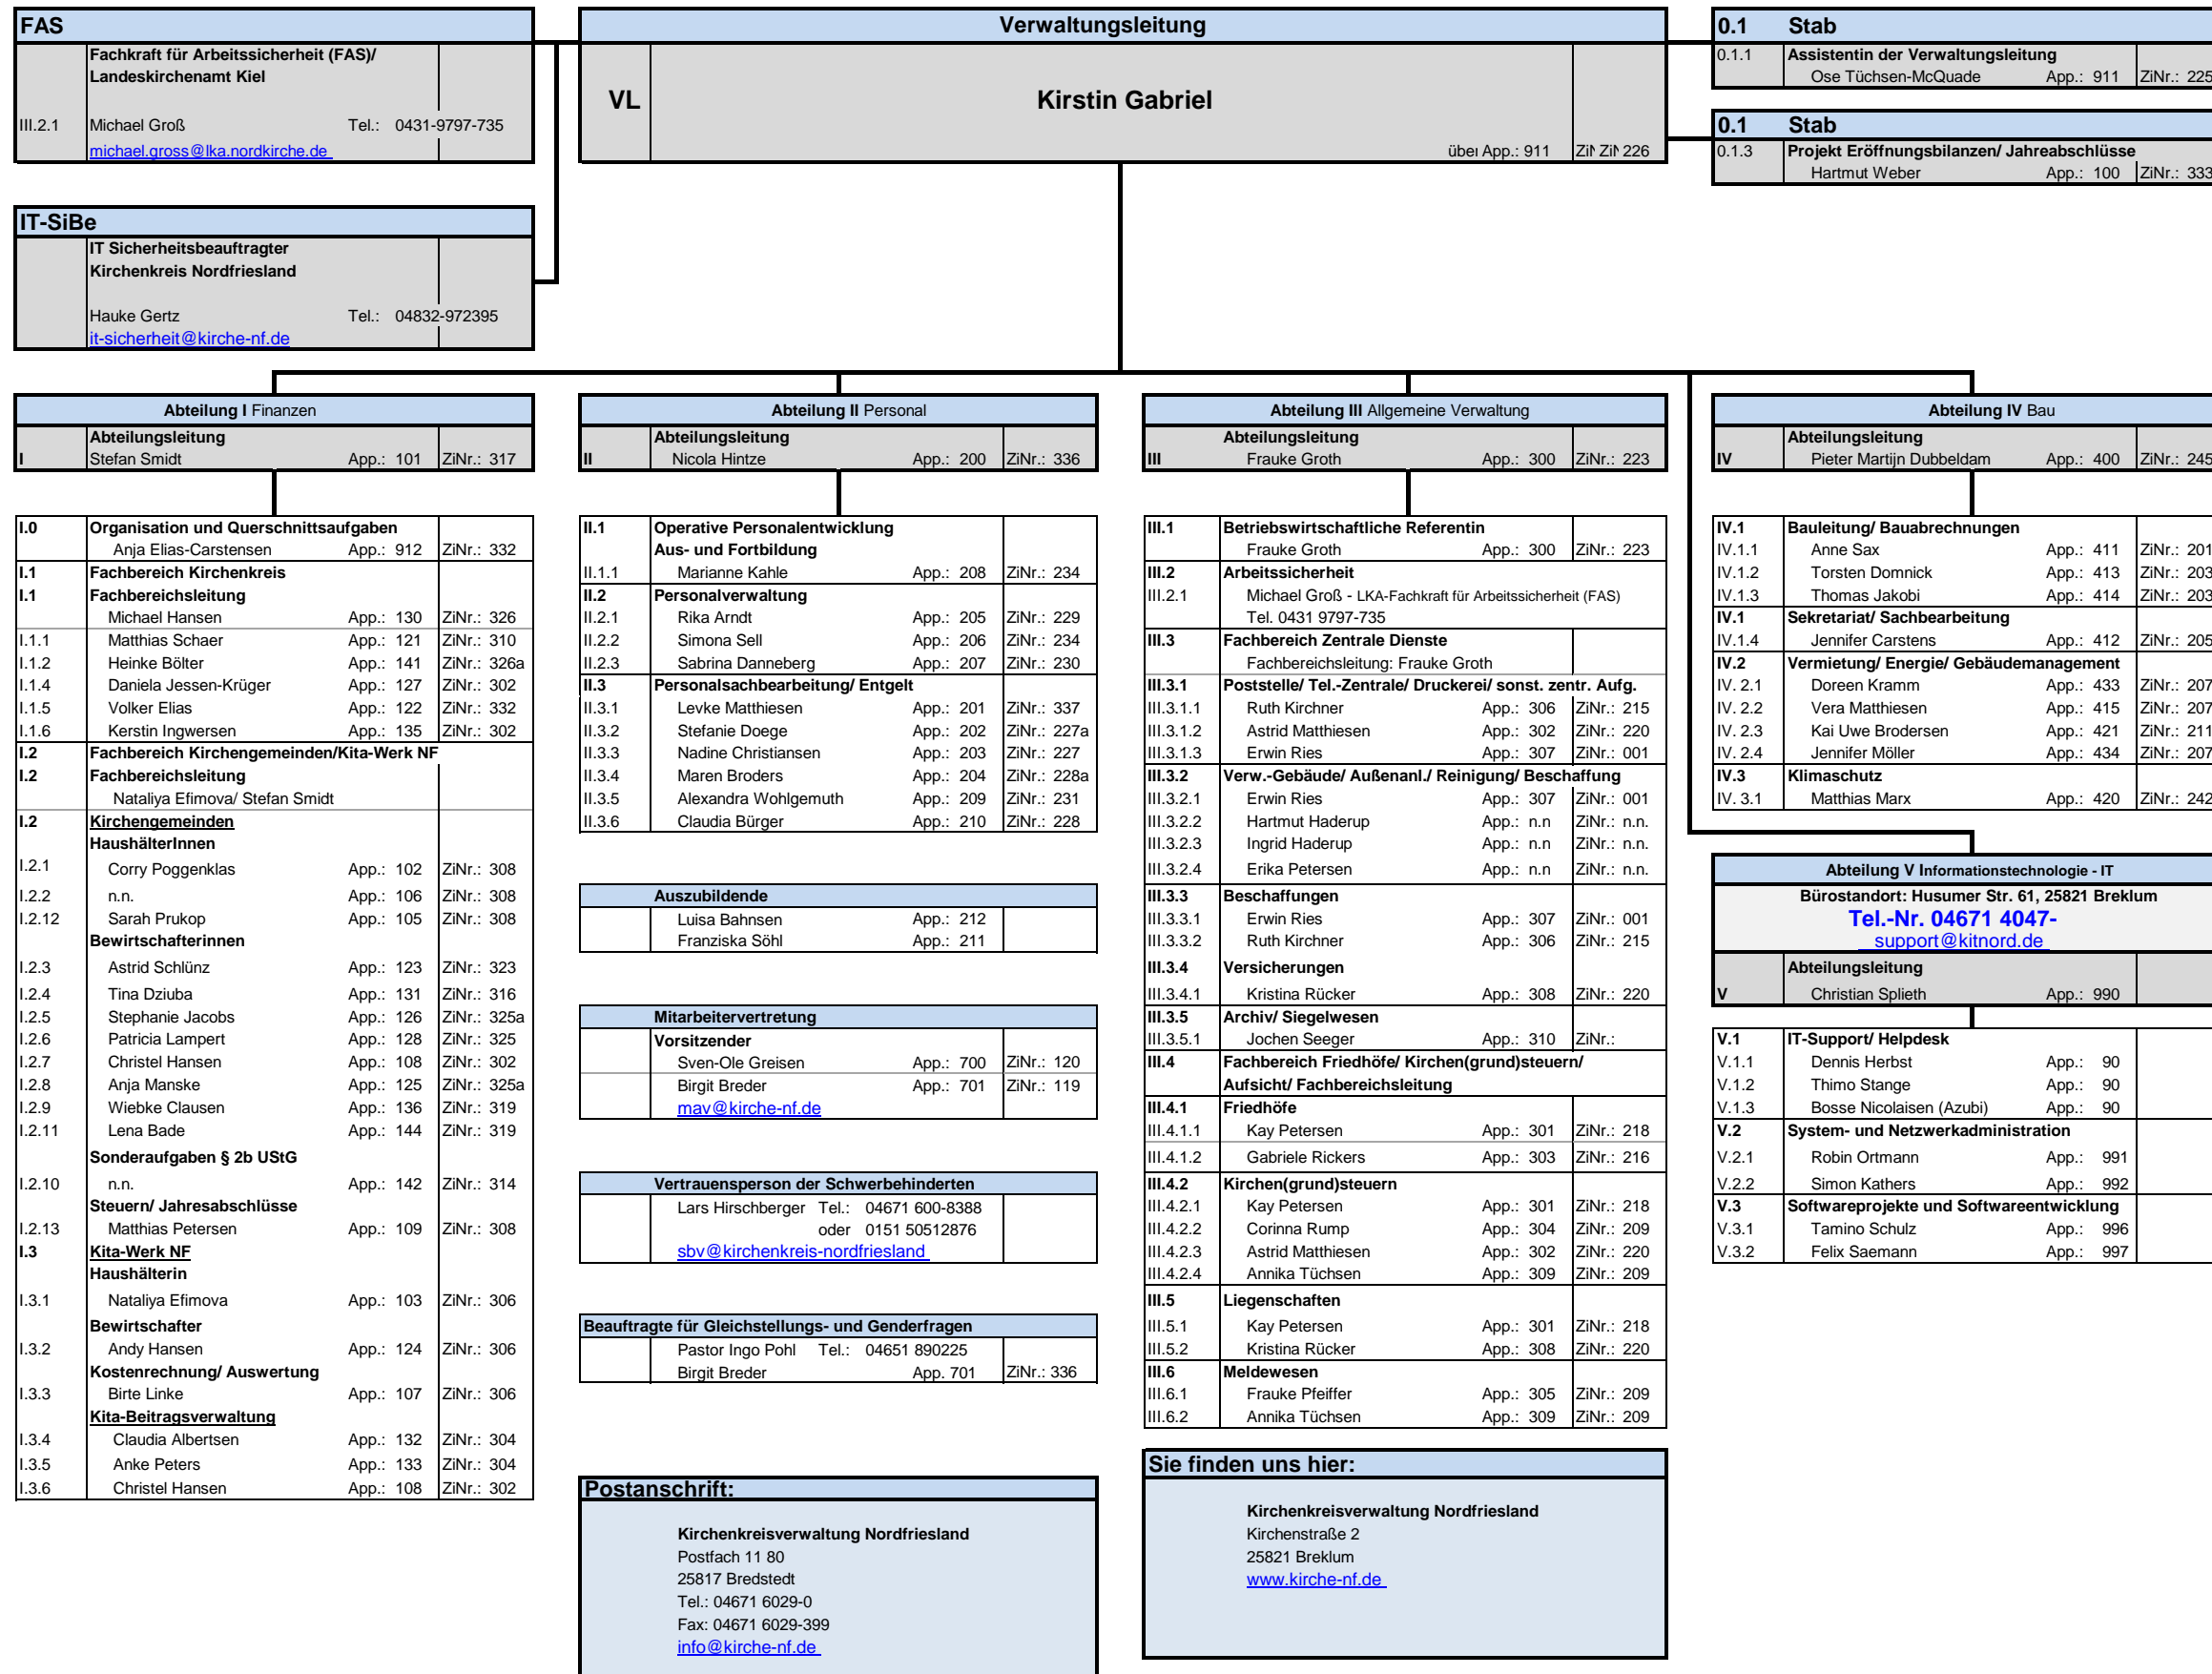 FAS
Fachkraft für Arbeitssicherheit (FAS)/
Landeskirchenamt Kiel
III.2.1 Michael Groß Tel.: 0431-9797-735
michael.gross@lka.nordkirche.de
IT-SiBe
IT Sicherheitsbeauftragter
Kirchenkreis Nordfriesland
Hauke Gertz Tel.: 04832-972395
it-sicherheit@kirche-nf.de
Verwaltungsleitung
VL Kirstin Gabriel
über App.: 911 ZiNr ZiNr 226
0.1 Stab
0.1.1 Assistentin der Verwaltungsleitung
Ose Tüchsen-McQuade App.: 911 ZiNr.: 225
0.1 Stab
0.1.3 Projekt Eröffnungsbilanzen/ Jahreabschlüsse
Hartmut Weber App.: 100 ZiNr.: 333
Abteilung I Finanzen
Abteilungsleitung
I Stefan Smidt App.: 101 ZiNr.: 317
I.0 Organisation und Querschnittsaufgaben
Anja Elias-Carstensen App.: 912 ZiNr.: 332
I.1 Fachbereich Kirchenkreis
I.1 Fachbereichsleitung
Michael Hansen App.: 130 ZiNr.: 326
I.1.1 Matthias Schaer App.: 121 ZiNr.: 310
I.1.2 Heinke Bölter App.: 141 ZiNr.: 326a
I.1.4 Daniela Jessen-Krüger App.: 127 ZiNr.: 302
I.1.5 Volker Elias App.: 122 ZiNr.: 332
I.1.6 Kerstin Ingwersen App.: 135 ZiNr.: 302
I.2 Fachbereich Kirchengemeinden/Kita-Werk NF
I.2 Fachbereichsleitung
Nataliya Efimova/ Stefan Smidt
I.2 Kirchengemeinden
HaushälterInnen
I.2.1 Corry Poggenklas App.: 102 ZiNr.: 308
I.2.2 n.n. App.: 106 ZiNr.: 308
I.2.12 Sarah Prukop App.: 105 ZiNr.: 308
Bewirtschafterinnen
I.2.3 Astrid Schlünz App.: 123 ZiNr.: 323
I.2.4 Tina Dziuba App.: 131 ZiNr.: 316
I.2.5 Stephanie Jacobs App.: 126 ZiNr.: 325a
I.2.6 Patricia Lampert App.: 128 ZiNr.: 325
I.2.7 Christel Hansen App.: 108 ZiNr.: 302
I.2.8 Anja Manske App.: 125 ZiNr.: 325a
I.2.9 Wiebke Clausen App.: 136 ZiNr.: 319
I.2.11 Lena Bade App.: 144 ZiNr.: 319
Sonderaufgaben § 2b UStG
I.2.10 n.n. App.: 142 ZiNr.: 314
Steuern/ Jahresabschlüsse
I.2.13 Matthias Petersen App.: 109 ZiNr.: 308
I.3 Kita-Werk NF
Haushälterin
I.3.1 Nataliya Efimova App.: 103 ZiNr.: 306
Bewirtschafter
I.3.2 Andy Hansen App.: 124 ZiNr.: 306
Kostenrechnung/ Auswertung
I.3.3 Birte Linke App.: 107 ZiNr.: 306
Kita-Beitragsverwaltung
I.3.4 Claudia Albertsen App.: 132 ZiNr.: 304
I.3.5 Anke Peters App.: 133 ZiNr.: 304
I.3.6 Christel Hansen App.: 108 ZiNr.: 302
Abteilung II Personal
Abteilungsleitung
II Nicola Hintze App.: 200 ZiNr.: 336
II.1 Operative Personalentwicklung
Aus- und Fortbildung
II.1.1 Marianne Kahle App.: 208 ZiNr.: 234
II.2 Personalverwaltung
II.2.1 Rika Arndt App.: 205 ZiNr.: 229
II.2.2 Simona Sell App.: 206 ZiNr.: 234
II.2.3 Sabrina Danneberg App.: 207 ZiNr.: 230
II.3 Personalsachbearbeitung/ Entgelt
II.3.1 Levke Matthiesen App.: 201 ZiNr.: 337
II.3.2 Stefanie Doege App.: 202 ZiNr.: 227a
II.3.3 Nadine Christiansen App.: 203 ZiNr.: 227
II.3.4 Maren Broders App.: 204 ZiNr.: 228a
II.3.5 Alexandra Wohlgemuth App.: 209 ZiNr.: 231
II.3.6 Claudia Bürger App.: 210 ZiNr.: 228
Auszubildende
Luisa Bahnsen App.: 212
Franziska Söhl App.: 211
Mitarbeitervertretung
Vorsitzender
Sven-Ole Greisen App.: 700 ZiNr.: 120
Birgit Breder App.: 701 ZiNr.: 119
mav@kirche-nf.de
Vertrauensperson der Schwerbehinderten
Lars Hirschberger Tel.: 04671 600-8388
oder 0151 50512876
sbv@kirchenkreis-nordfriesland
Beauftragte für Gleichstellungs- und Genderfragen
Pastor Ingo Pohl Tel.: 04651 890225
Birgit Breder App. 701 ZiNr.: 336
Postanschrift:
Kirchenkreisverwaltung Nordfriesland
Postfach 11 80
25817 Bredstedt
Tel.: 04671 6029-0
Fax: 04671 6029-399
info@kirche-nf.de
Abteilung III Allgemeine Verwaltung
Abteilungsleitung
III Frauke Groth App.: 300 ZiNr.: 223
III.1 Betriebswirtschaftliche Referentin
Frauke Groth App.: 300 ZiNr.: 223
III.2 Arbeitssicherheit
III.2.1 Michael Groß - LKA-Fachkraft für Arbeitssicherheit (FAS)
Tel. 0431 9797-735
III.3 Fachbereich Zentrale Dienste
Fachbereichsleitung: Frauke Groth
III.3.1 Poststelle/ Tel.-Zentrale/ Druckerei/ sonst. zentr. Aufg.
III.3.1.1 Ruth Kirchner App.: 306 ZiNr.: 215
III.3.1.2 Astrid Matthiesen App.: 302 ZiNr.: 220
III.3.1.3 Erwin Ries App.: 307 ZiNr.: 001
III.3.2 Verw.-Gebäude/ Außenanl./ Reinigung/ Beschaffung
III.3.2.1 Erwin Ries App.: 307 ZiNr.: 001
III.3.2.2 Hartmut Haderup App.: n.n ZiNr.: n.n.
III.3.2.3 Ingrid Haderup App.: n.n ZiNr.: n.n.
III.3.2.4 Erika Petersen App.: n.n ZiNr.: n.n.
III.3.3 Beschaffungen
III.3.3.1 Erwin Ries App.: 307 ZiNr.: 001
III.3.3.2 Ruth Kirchner App.: 306 ZiNr.: 215
III.3.4 Versicherungen
III.3.4.1 Kristina Rücker App.: 308 ZiNr.: 220
III.3.5 Archiv/ Siegelwesen
III.3.5.1 Jochen Seeger App.: 310 ZiNr.:
III.4 Fachbereich Friedhöfe/ Kirchen(grund)steuern/
Aufsicht/ Fachbereichsleitung
III.4.1 Friedhöfe
III.4.1.1 Kay Petersen App.: 301 ZiNr.: 218
III.4.1.2 Gabriele Rickers App.: 303 ZiNr.: 216
III.4.2 Kirchen(grund)steuern
III.4.2.1 Kay Petersen App.: 301 ZiNr.: 218
III.4.2.2 Corinna Rump App.: 304 ZiNr.: 209
III.4.2.3 Astrid Matthiesen App.: 302 ZiNr.: 220
III.4.2.4 Annika Tüchsen App.: 309 ZiNr.: 209
III.5 Liegenschaften
III.5.1 Kay Petersen App.: 301 ZiNr.: 218
III.5.2 Kristina Rücker App.: 308 ZiNr.: 220
III.6 Meldewesen
III.6.1 Frauke Pfeiffer App.: 305 ZiNr.: 209
III.6.2 Annika Tüchsen App.: 309 ZiNr.: 209
Sie finden uns hier:
Kirchenkreisverwaltung Nordfriesland
Kirchenstraße 2
25821 Breklum
www.kirche-nf.de
Abteilung IV Bau
Abteilungsleitung
IV Pieter Martijn Dubbeldam App.: 400 ZiNr.: 245
IV.1 Bauleitung/ Bauabrechnungen
IV.1.1 Anne Sax App.: 411 ZiNr.: 201
IV.1.2 Torsten Domnick App.: 413 ZiNr.: 203
IV.1.3 Thomas Jakobi App.: 414 ZiNr.: 203
IV.1 Sekretariat/ Sachbearbeitung
IV.1.4 Jennifer Carstens App.: 412 ZiNr.: 205
IV.2 Vermietung/ Energie/ Gebäudemanagement
IV. 2.1 Doreen Kramm App.: 433 ZiNr.: 207
IV. 2.2 Vera Matthiesen App.: 415 ZiNr.: 207
IV. 2.3 Kai Uwe Brodersen App.: 421 ZiNr.: 211
IV. 2.4 Jennifer Möller App.: 434 ZiNr.: 207
IV.3 Klimaschutz
IV. 3.1 Matthias Marx App.: 420 ZiNr.: 242
Abteilung V Informationstechnologie - IT
Bürostandort: Husumer Str. 61, 25821 Breklum
Tel.-Nr. 04671 4047-
support@kitnord.de
Abteilungsleitung
V Christian Splieth App.: 990
V.1 IT-Support/ Helpdesk
V.1.1 Dennis Herbst App.: 90
V.1.2 Thimo Stange App.: 90
V.1.3 Bosse Nicolaisen (Azubi) App.: 90
V.2 System- und Netzwerkadministration
V.2.1 Robin Ortmann App.: 991
V.2.2 Simon Kathers App.: 992
V.3 Softwareprojekte und Softwareentwicklung
V.3.1 Tamino Schulz App.: 996
V.3.2 Felix Saemann App.: 997